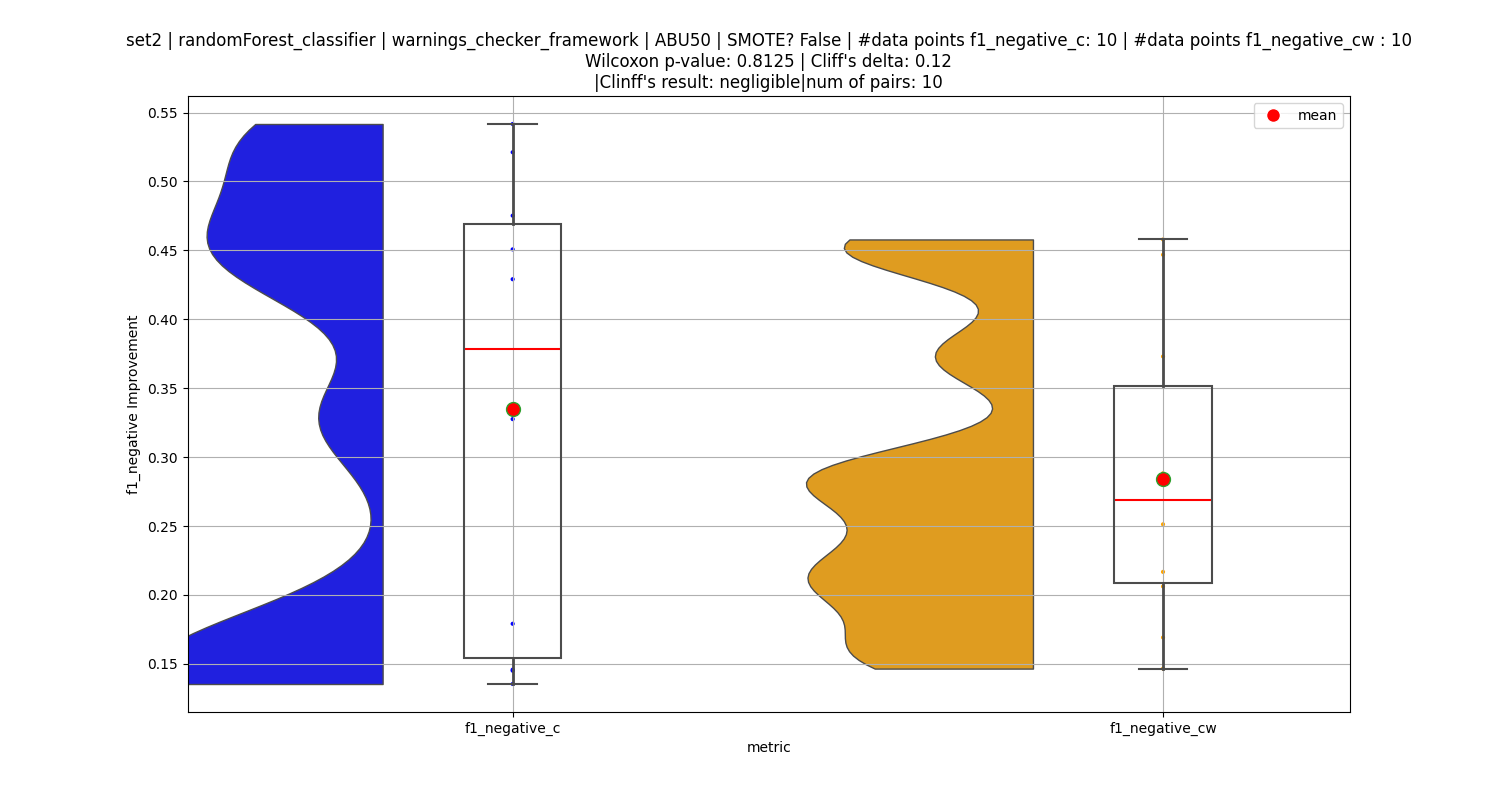 set2 | randomForest_classifier | warnings_checker_framework | ABU50 | SMOTE? False | #data points f1_negative_c: 10 | #data points f1_negative_cw : 10
Wilcoxon p-value: 0.8125 | Cliff's delta: 0.12
|Clinff's result: negligible|num of pairs: 10
mean
f1_negative Improvement
0.55
0.50
0.45
0.40
0.35
0.30
0.25
0.20
0.15
f1_negative_c
f1_negative_cw
metric